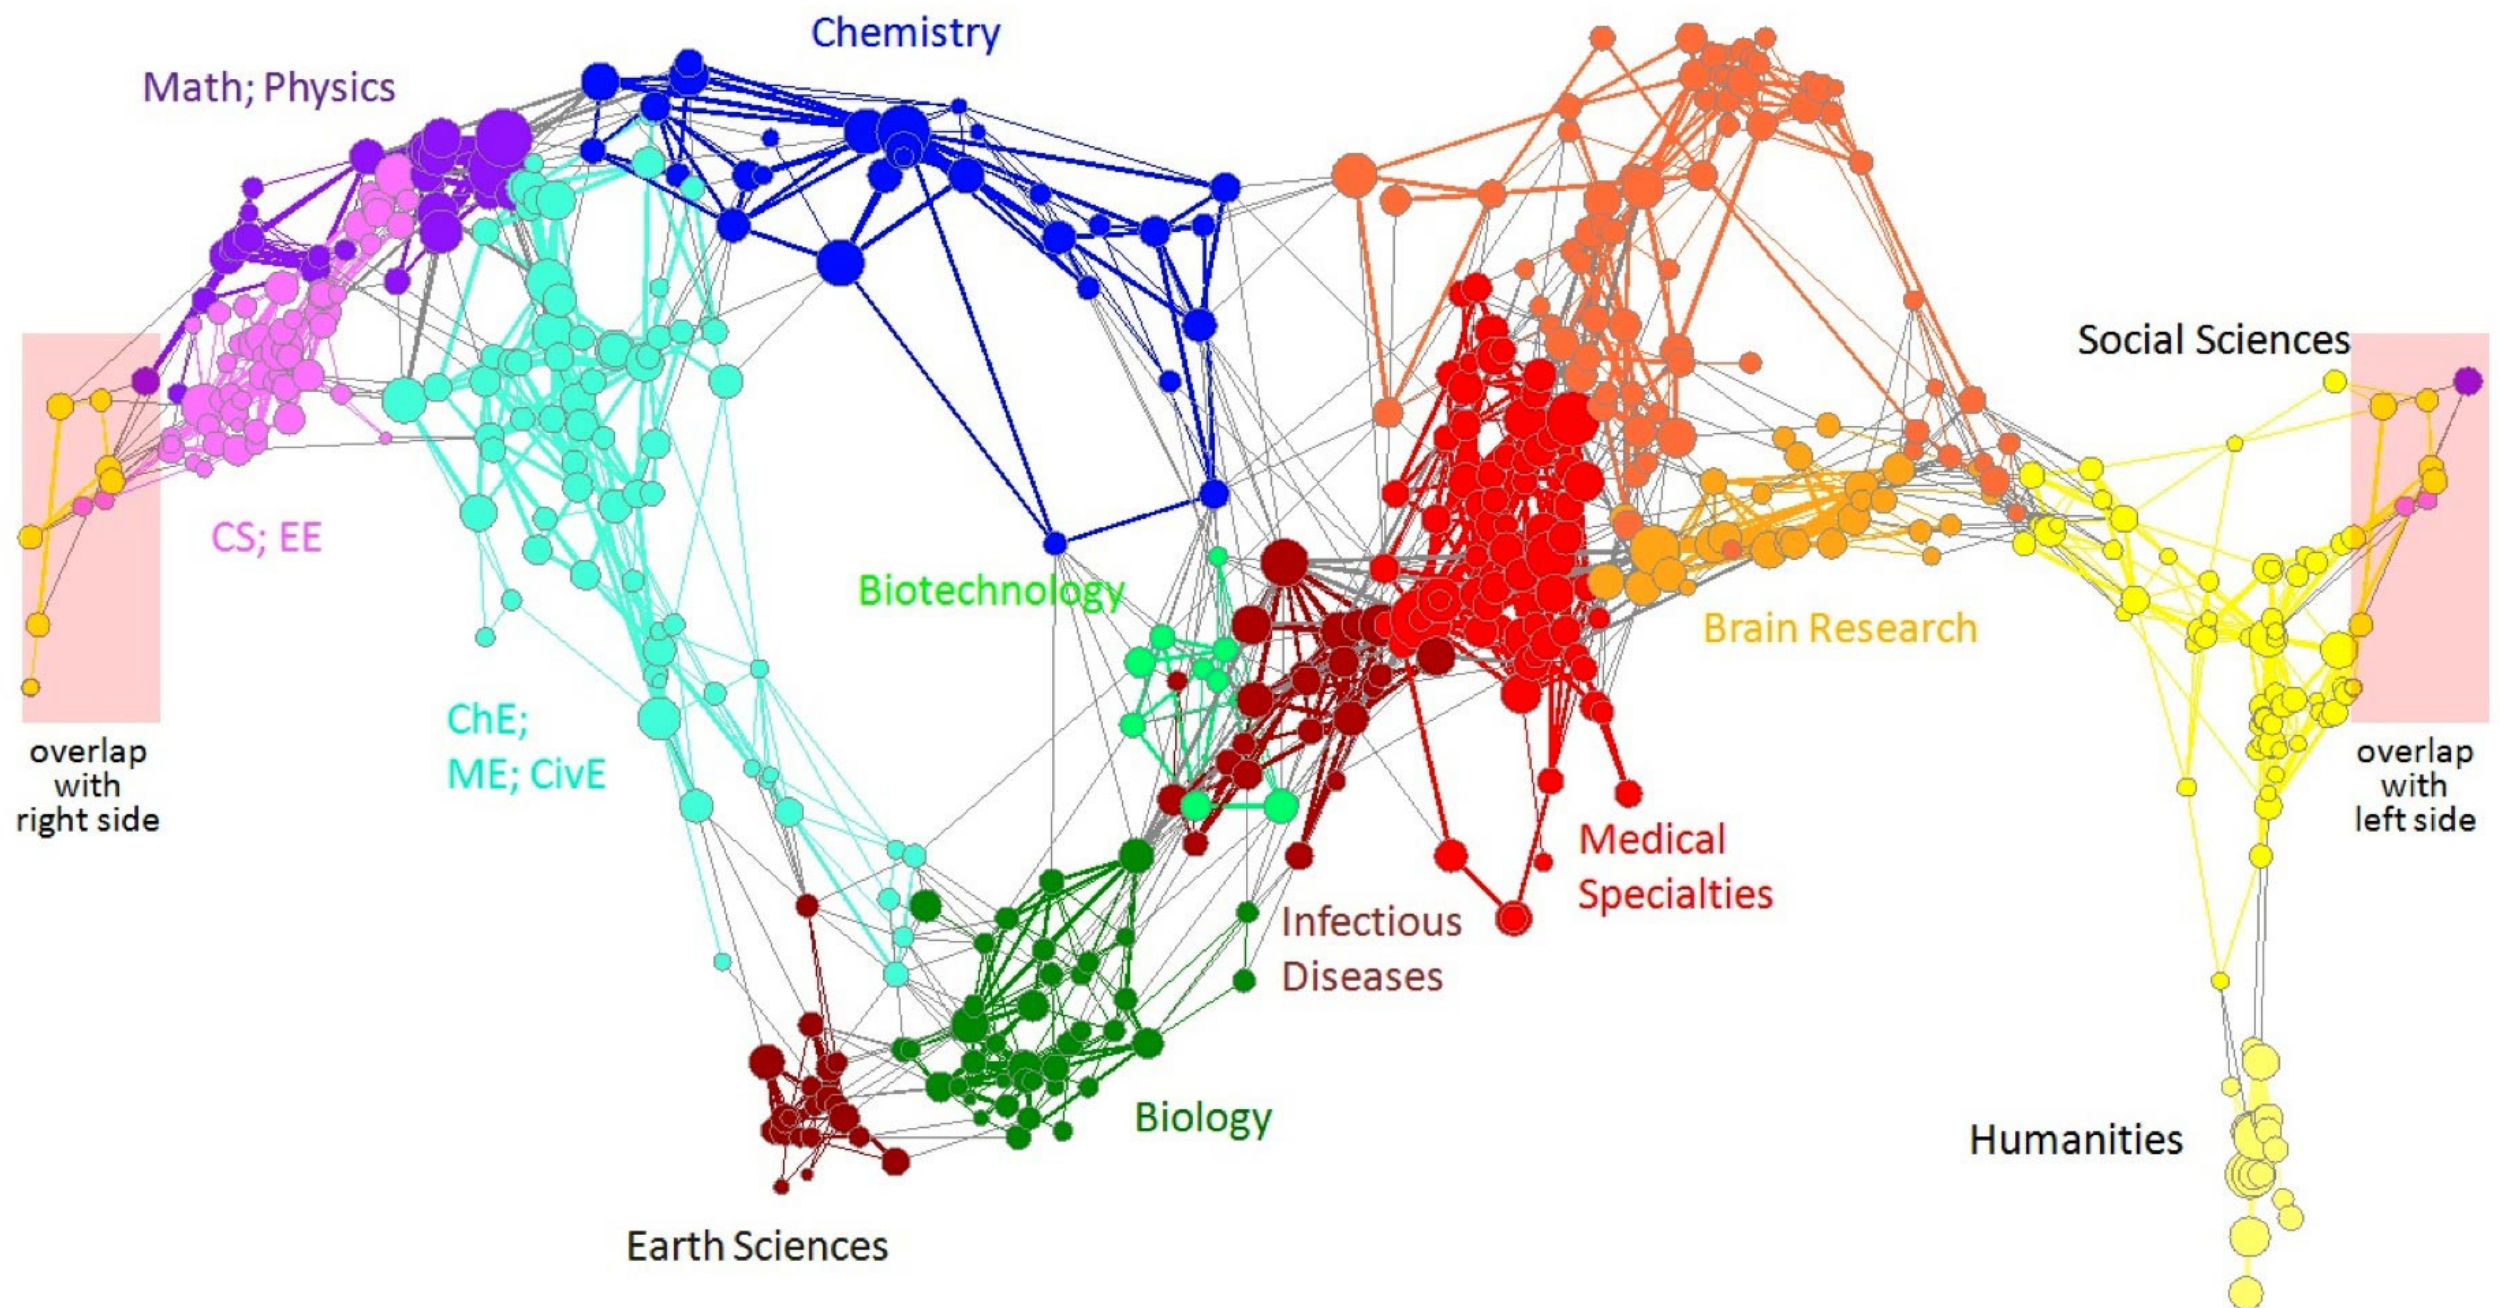 Chemistry
Math; Physics
Social Sciences
CS; EE
Biotechnology
Brain Research
ChE;
ME; CivE
overlap
with
right side
overlap
with
left side
Medical
Specialties
Infectious
Diseases
Biology
Humanities
Earth Sciences